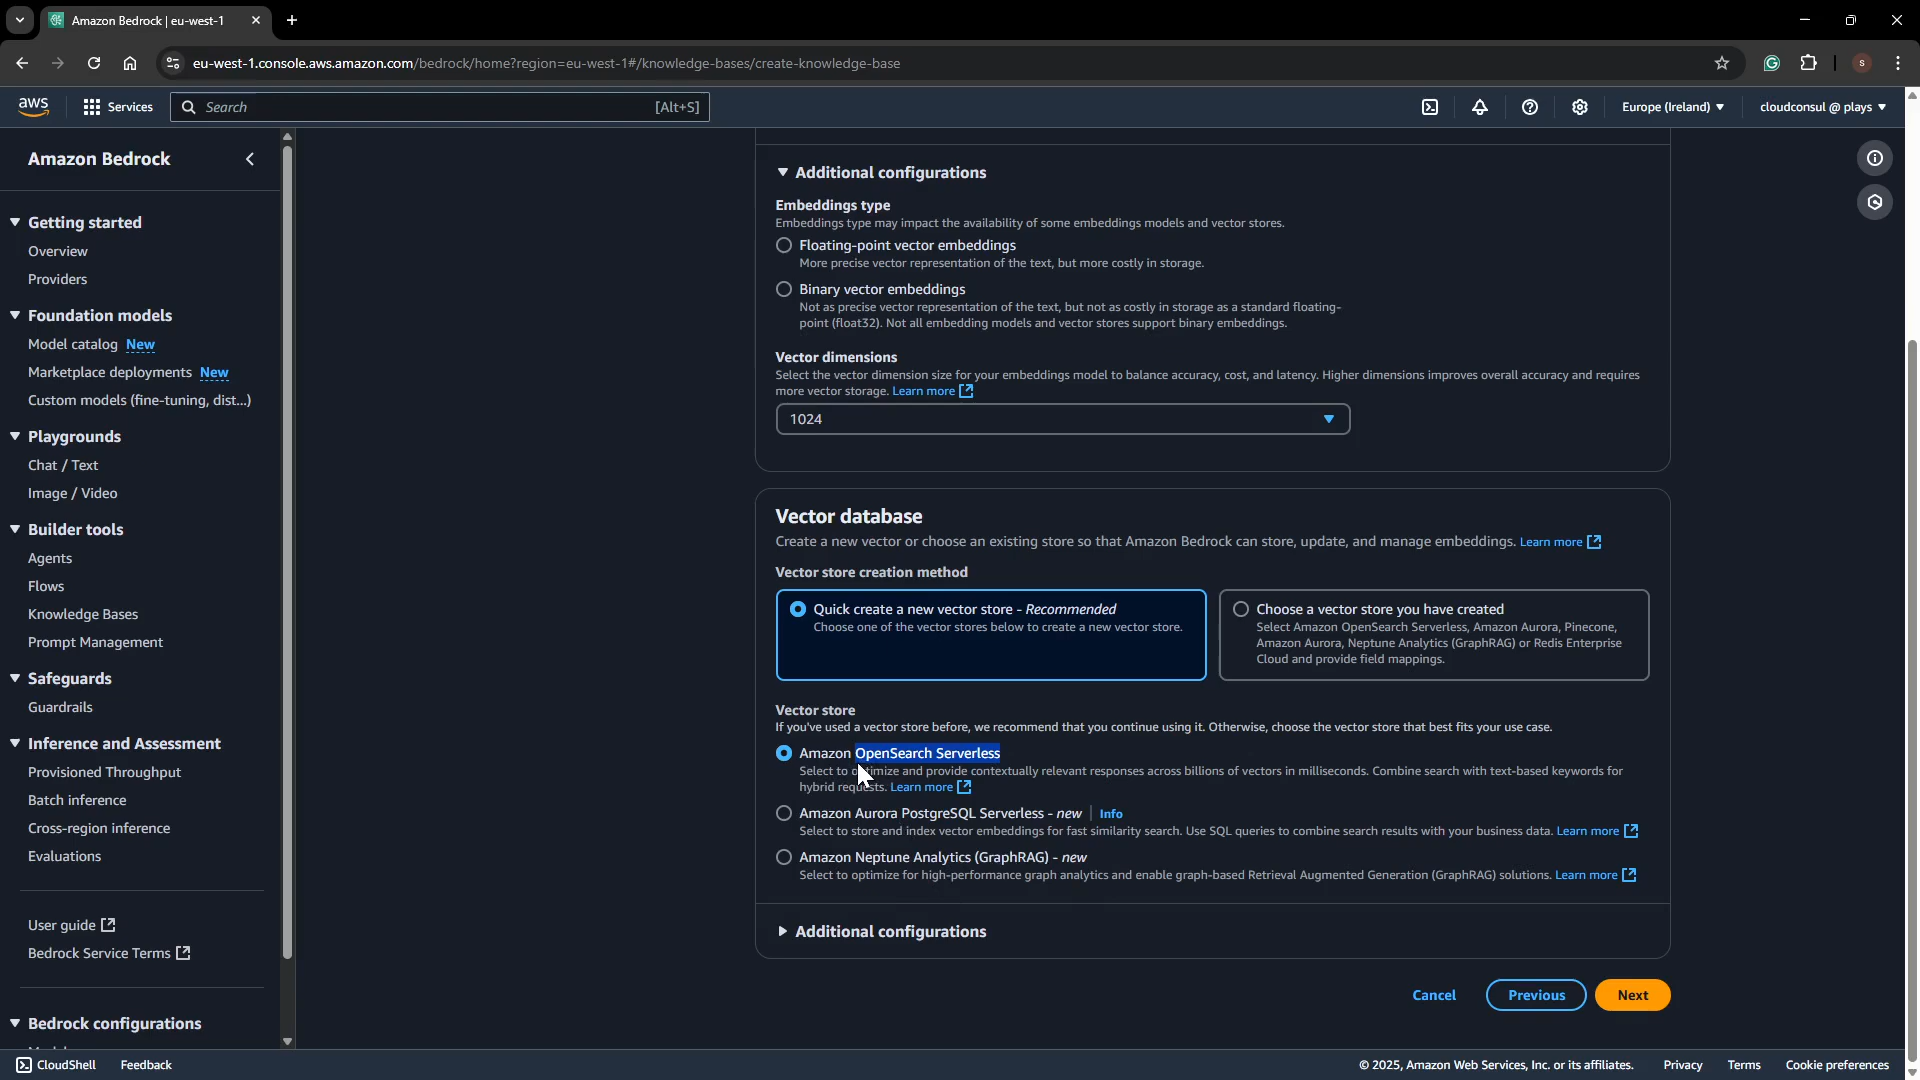 Amazon Bedrock | eu-west-1
eu-west-1.console.aws.amazon.com/bedrock/home?region=eu-west-1#/knowledge-bases/create-knowledge-base
S
aws
Services
Search
[Alt+S]
Europe (Ireland)
cloudconsul @ plays
Amazon Bedrock
Getting started
Overview
Providers
Foundation models
Model catalog New
Marketplace deployments New
Custom models (fine-tuning, dist...)
Playgrounds
Chat / Text
Image / Video
Builder tools
Agents
Flows
Knowledge Bases
Prompt Management
Safeguards
Guardrails
Inference and Assessment
Provisioned Throughput
Batch inference
Cross-region inference
Evaluations
User guide
Bedrock Service Terms
Bedrock configurations
Additional configurations
Embeddings type
Embeddings type may impact the availability of some embeddings models and vector stores.
Floating-point vector embeddings
More precise vector representation of the text, but more costly in storage.
Binary vector embeddings
Not as precise vector representation of the text, but not as costly in storage as a standard floating-
point (float32). Not all embedding models and vector stores support binary embeddings.
Vector dimensions
Select the vector dimension size for your embeddings model to balance accuracy, cost, and latency. Higher dimensions improves overall accuracy and requires
more vector storage. Learn more
1024
Vector database
Create a new vector or choose an existing store so that Amazon Bedrock can store, update, and manage embeddings. Learn more
Vector store creation method
Quick create a new vector store - Recommended
Choose one of the vector stores below to create a new vector store.
Choose a vector store you have created
Select Amazon OpenSearch Serverless, Amazon Aurora, Pinecone,
Amazon Aurora, Neptune Analytics (GraphRAG) or Redis Enterprise
Cloud and provide field mappings.
Vector store
If you've used a vector store before, we recommend that you continue using it. Otherwise, choose the vector store that best fits your use case.
Amazon OpenSearch Serverless
Select to optimize and provide contextually relevant responses across billions of vectors in milliseconds. Combine search with text-based keywords for
hybrid requests. Learn more
Amazon Aurora PostgreSQL Serverless - new | Info
Select to store and index vector embeddings for fast similarity search. Use SQL queries to combine search results with your business data. Learn more
Amazon Neptune Analytics (GraphRAG) - new
Select to optimize for high-performance graph analytics and enable graph-based Retrieval Augmented Generation (GraphRAG) solutions. Learn more
Additional configurations
Cancel
Previous
Next
CloudShell
Feedback
© 2025, Amazon Web Services, Inc. or its affiliates.
Privacy
Terms
Cookie preferences